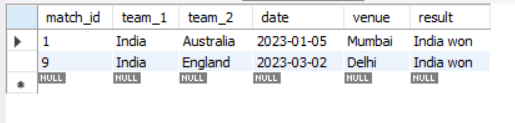 match_id team_1 team_2 date venue result
1 India Australia 2023-01-05 Mumbai India won
9 India England 2023-03-02 Delhi India won
NULL NULL NULL NULL NULL NULL